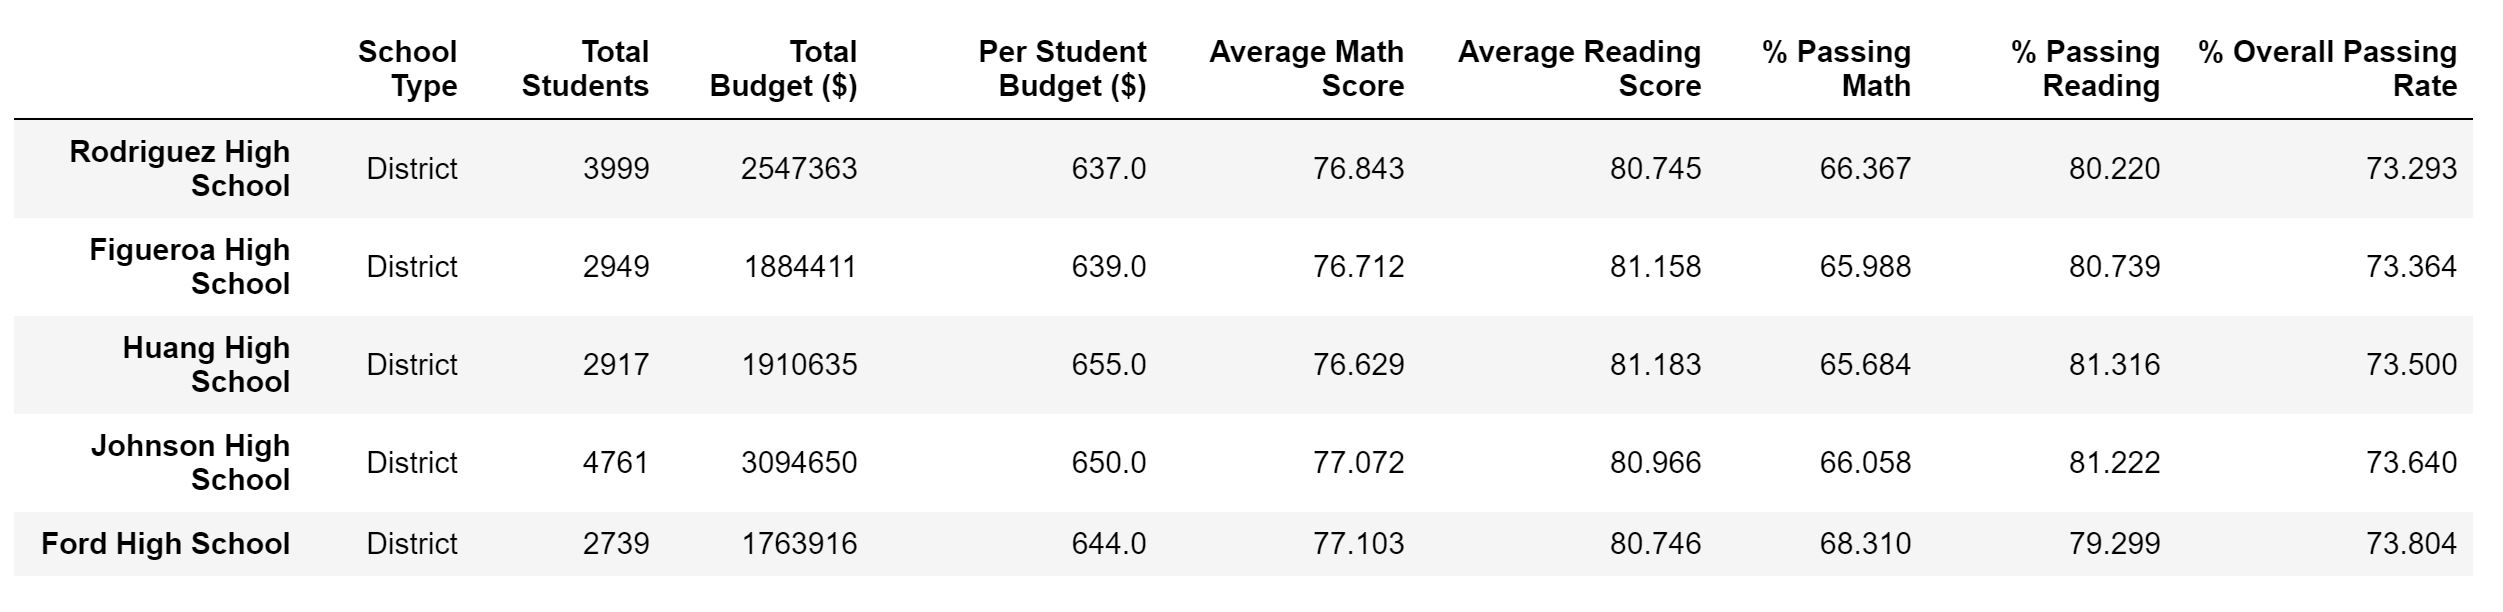 School Type Total Students Total Budget ($) Per Student Budget ($) Average Math Score Average Reading Score % Passing Math % Passing Reading % Overall Passing Rate
Rodriguez High School District 3999 2547363 637.0 76.843 80.745 66.367 80.220 73.293
Figueroa High School District 2949 1884411 639.0 76.712 81.158 65.988 80.739 73.364
Huang High School District 2917 1910635 655.0 76.629 81.183 65.684 81.316 73.500
Johnson High School District 4761 3094650 650.0 77.072 80.966 66.058 81.222 73.640
Ford High School District 2739 1763916 644.0 77.103 80.746 68.310 79.299 73.804